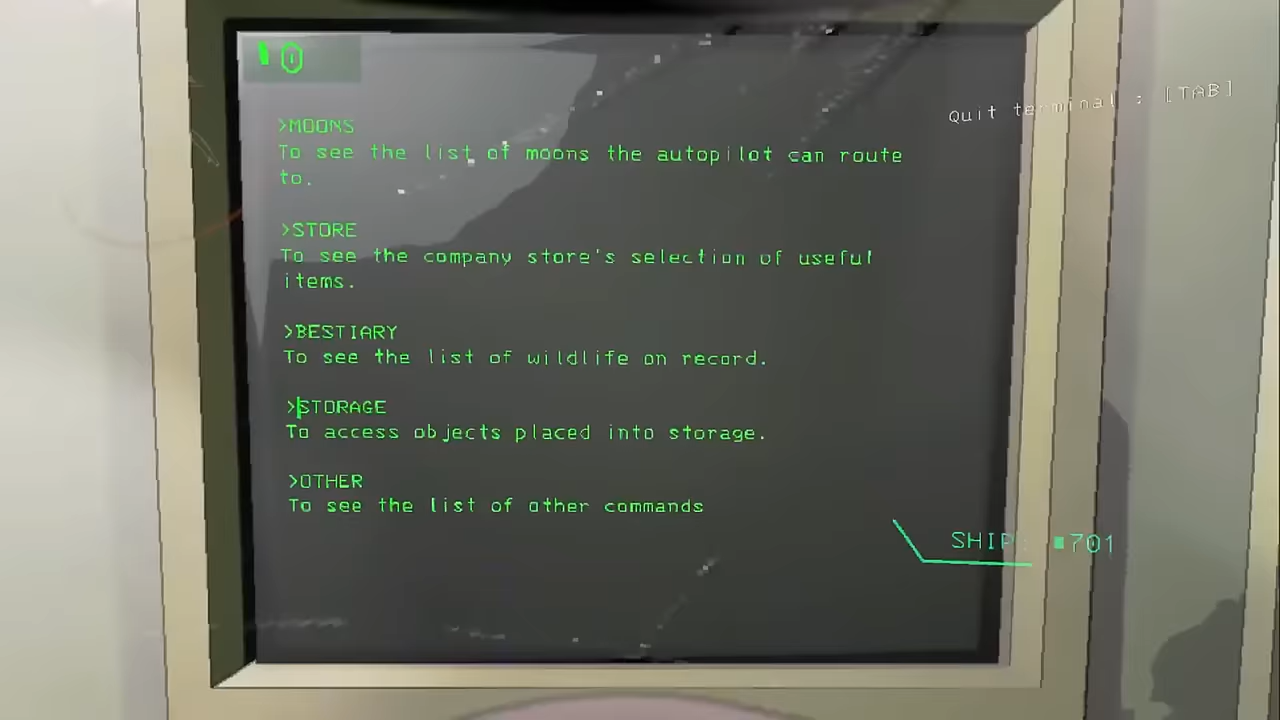 0
>MOONS
To see the list of moons the autopilot can route
to.
Quit terminal : [TAB]
>STORE
To see the company store's selection of useful
items.
>BESTIARY
To see the list of wildlife on record.
>STORAGE
To access objects placed into storage.
>OTHER
To see the list of other commands
SHIP: ■701